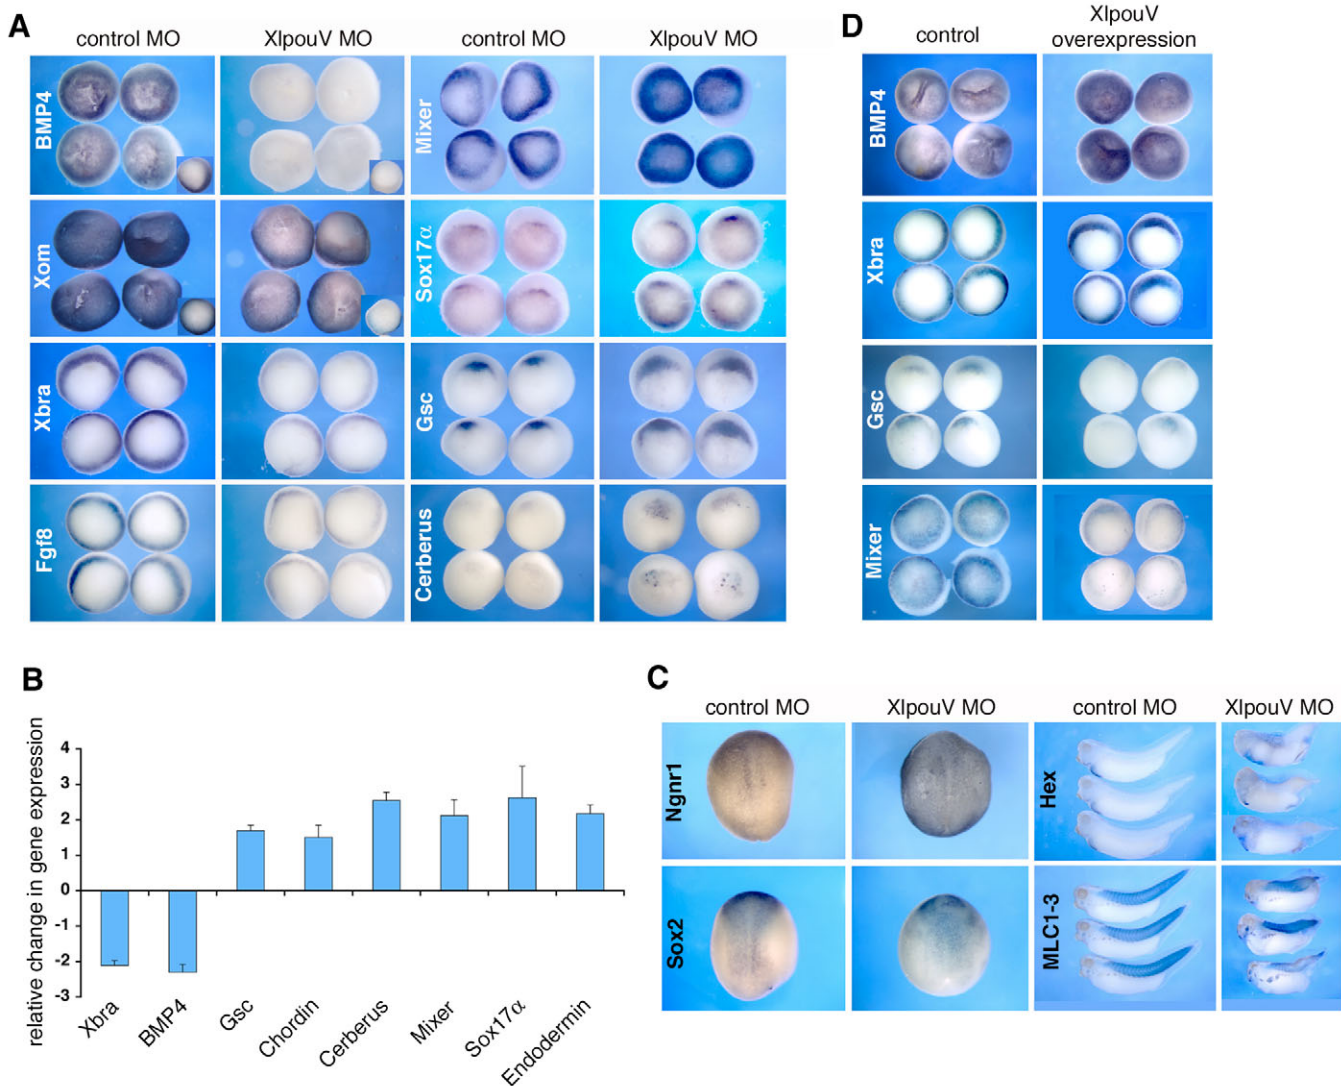 A
control MO XlpouV MO control MO XlpouV MO
BMP4
Mixer
Xom
Sox17α
Xbra
Gsc
Fgf8
Cerberus
D
control
XlpouV
overexpression
BMP4
Xbra
Gsc
Mixer
B
relative change in gene expression
4
3
2
1
0
-1
-2
-3
Xbra
BMP4
Gsc
Chordin
Cerberus
Mixer
Sox17α
Endodermin
C
control MO XlpouV MO control MO XlpouV MO
Ngnr1
Hex
Sox2
MLC1-3